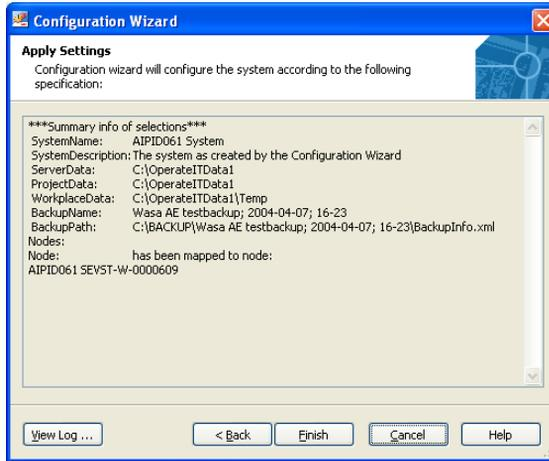 Configuration Wizard
Apply Settings
Configuration wizard will configure the system according to the following
specification:
***Summary info of selections***
SystemName: AIPID061 System
SystemDescription: The system as created by the Configuration Wizard
ServerData: C:\OperateITData1
ProjectData: C:\OperateITData1
WorkplaceData: C:\OperateITData1\Temp
BackupName: Wasa AE testbackup; 2004-04-07; 16-23
BackupPath: C:\BACKUP\Wasa AE testbackup; 2004-04-07; 16-23\BackupInfo.xml
Nodes:
Node: has been mapped to node:
AIPID061 SEVST-W-0000609
View Log ... < Back Finish Cancel Help